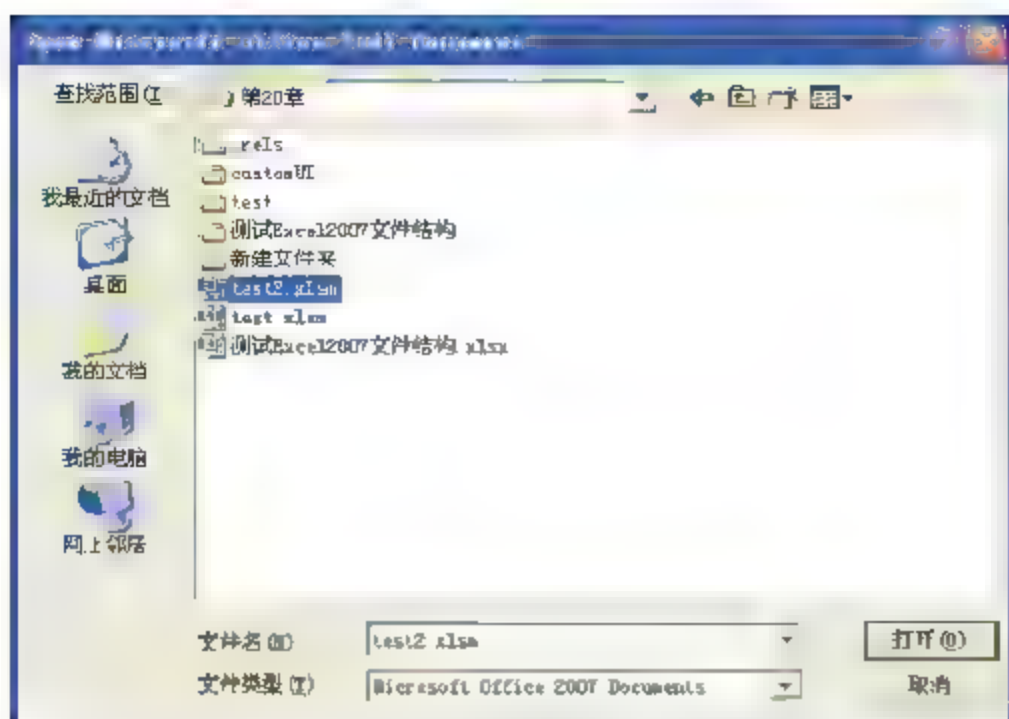 查找范围(I
第20章
rels
customUI
test
测试Excel2007文件结构
新建文件夹
test2.xlsm
test xlsm
测试Excel2007文件结构 xlsx
我最近的文档
桌面
我的文档
我的电脑
网上邻居
文件名(N)
test2 xlsm
打开(O)
文件类型(T)
Microsoft Office 2007 Documents
取消